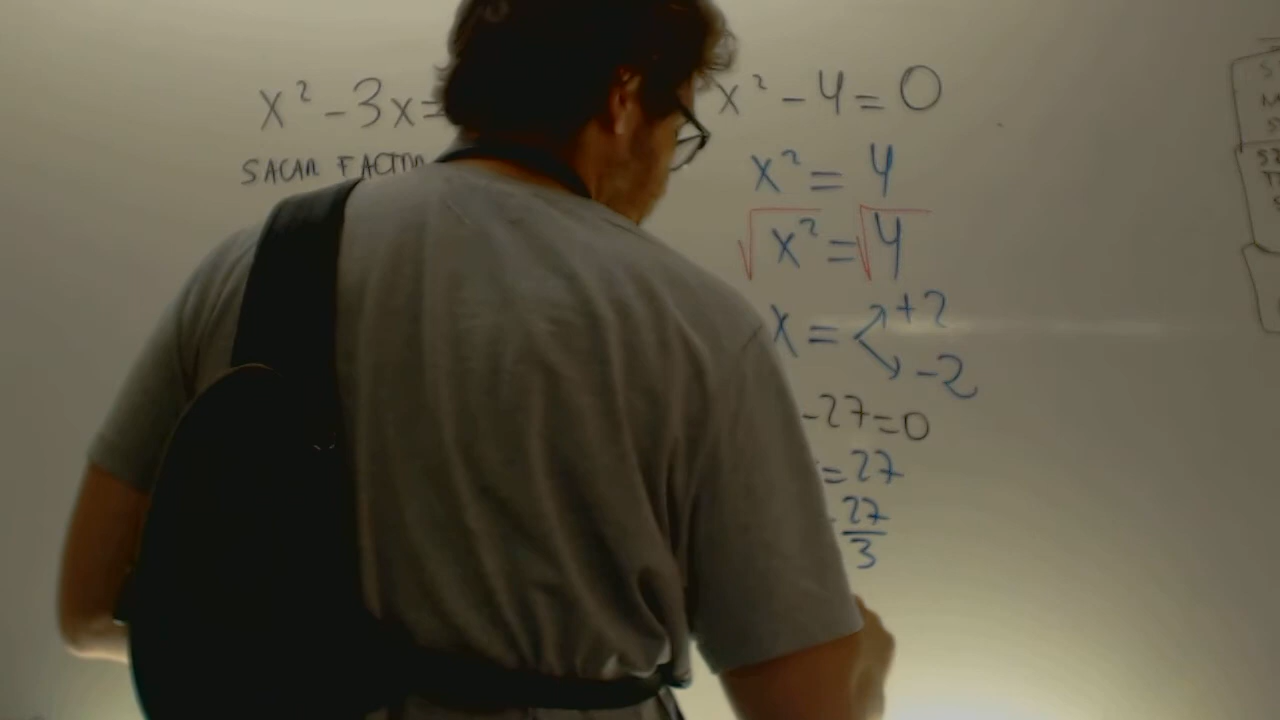 x² - 3x =
SACAR FACTOR
x² - 4 = 0
x² = 4
√x² = √4
x = +2
-2
-27 = 0
= 27
27
3